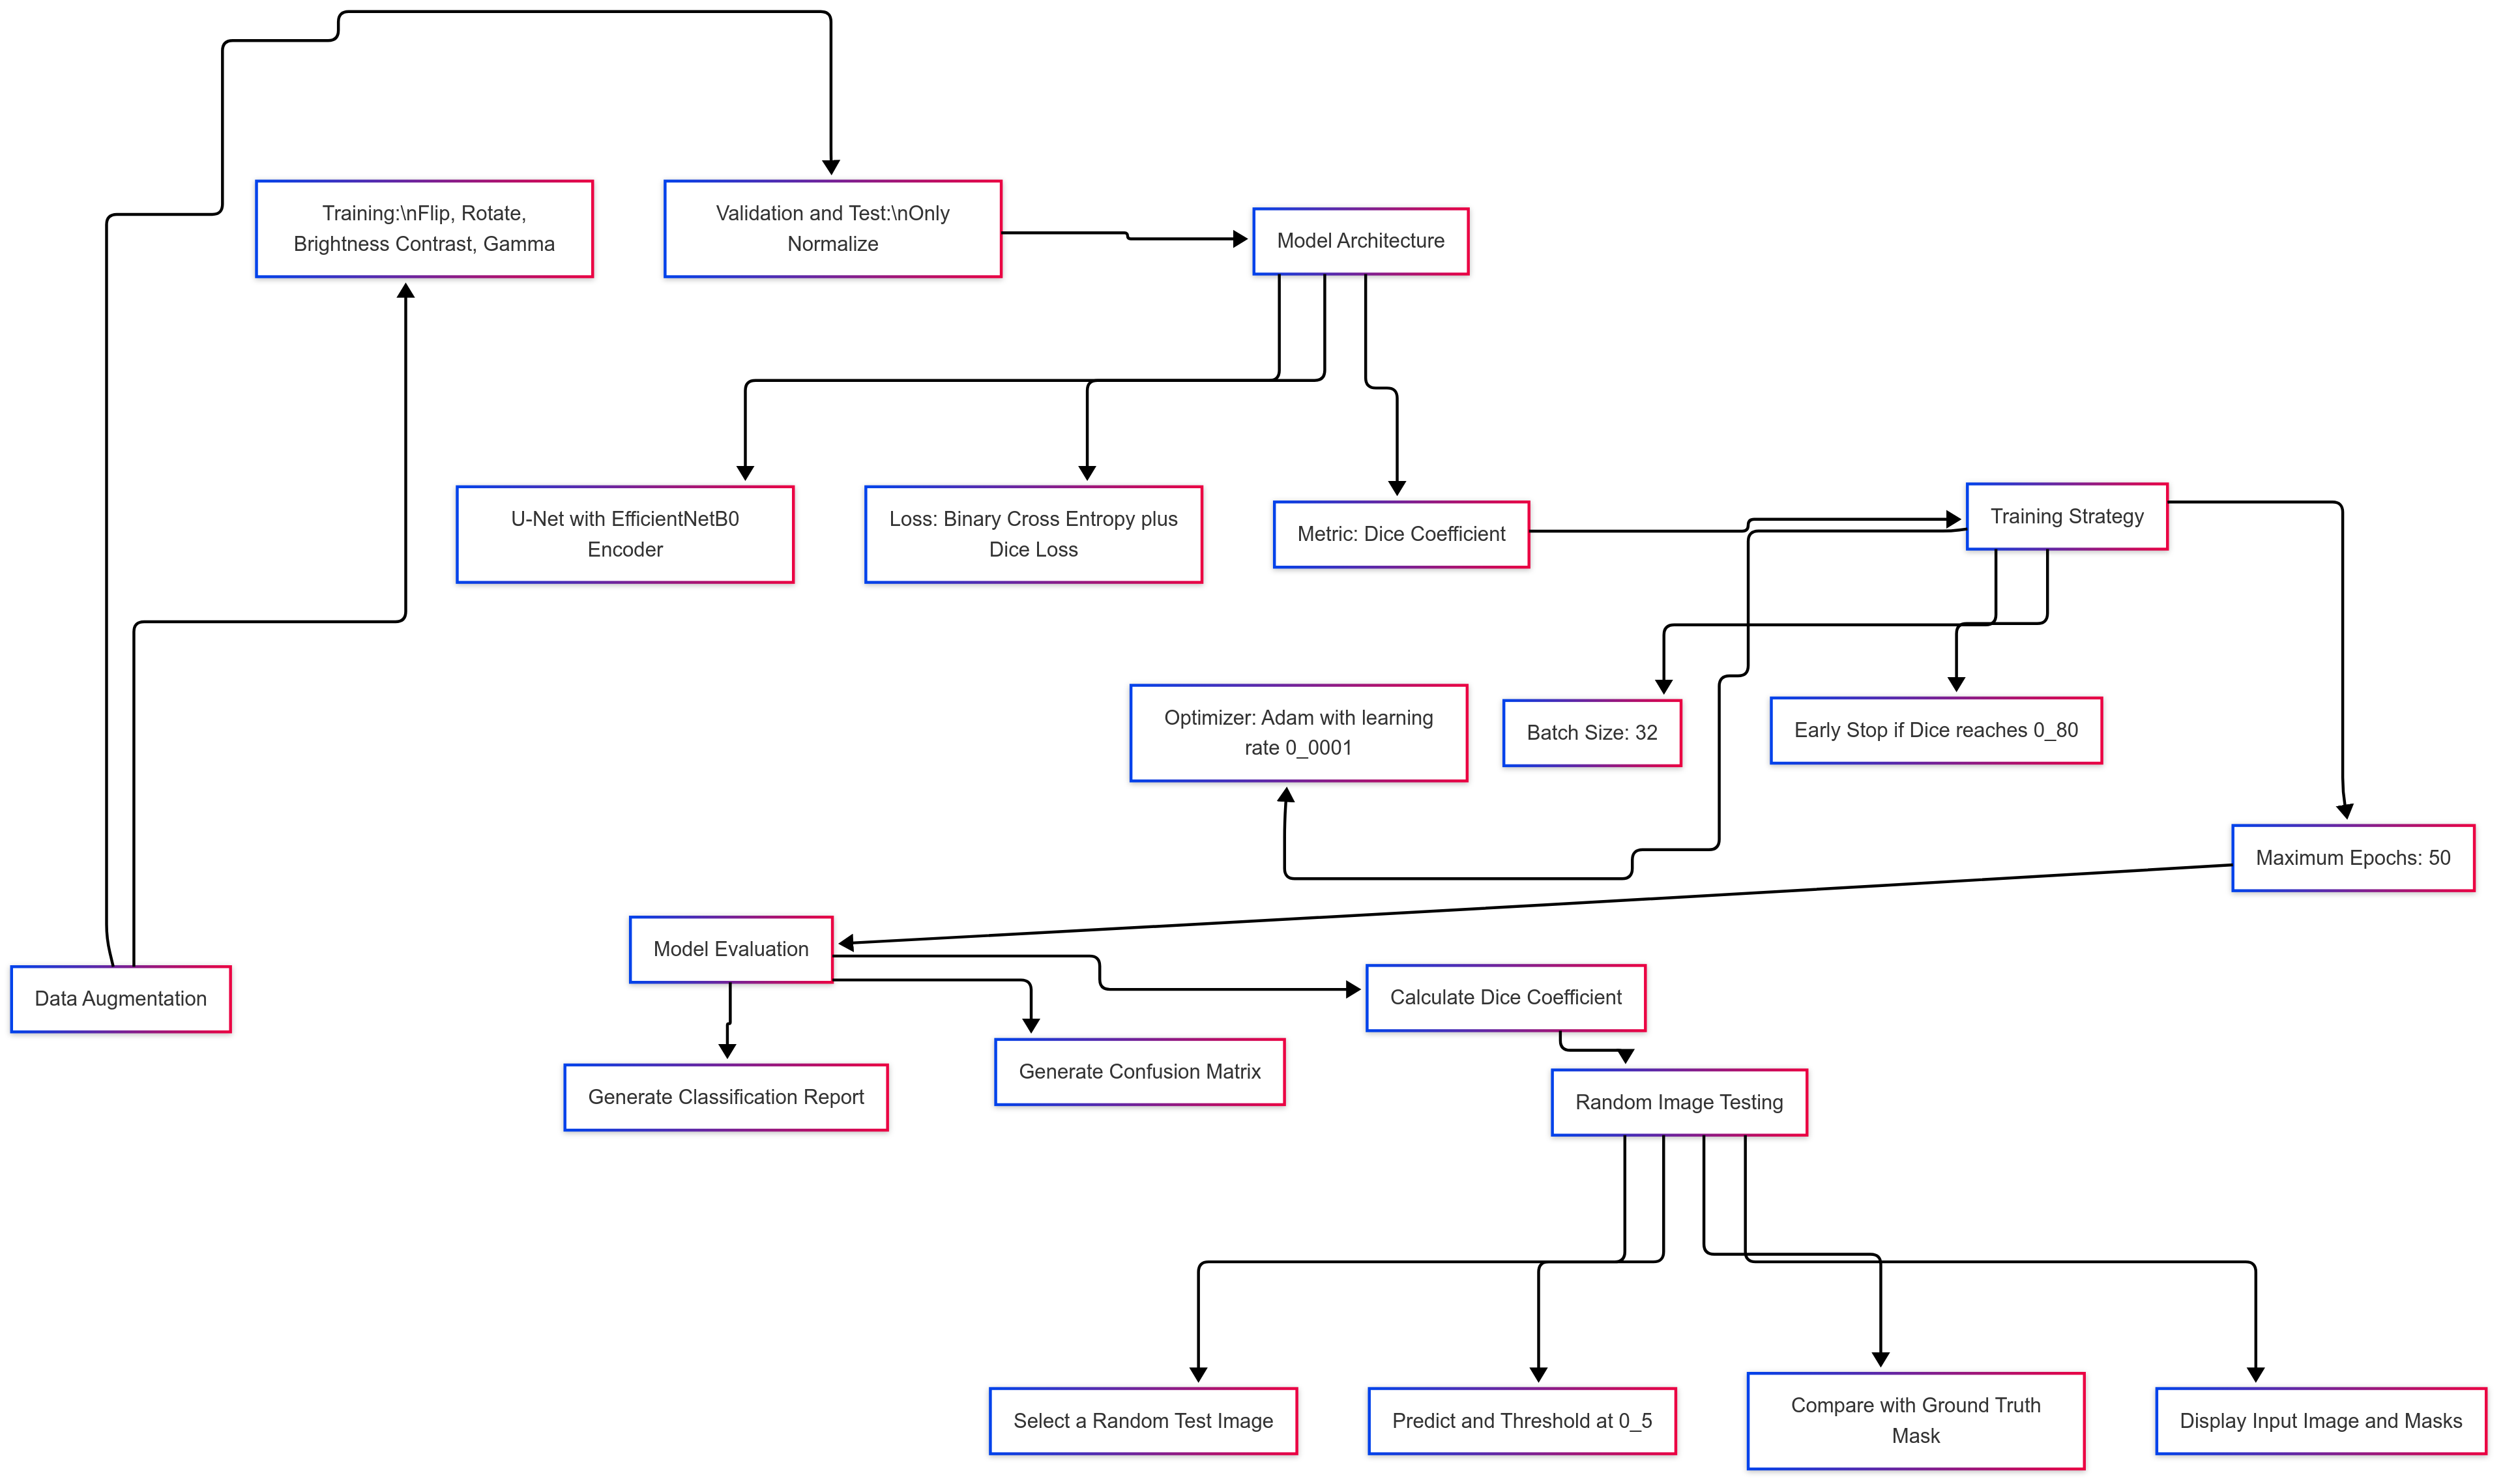 Training:\nFlip, Rotate,
Brightness Contrast, Gamma
Validation and Test:\nOnly
Normalize
Model Architecture
U-Net with EfficientNetB0
Encoder
Loss: Binary Cross Entropy plus
Dice Loss
Metric: Dice Coefficient
Training Strategy
Optimizer: Adam with learning
rate 0_0001
Batch Size: 32
Early Stop if Dice reaches 0_80
Maximum Epochs: 50
Model Evaluation
Data Augmentation
Calculate Dice Coefficient
Generate Classification Report
Generate Confusion Matrix
Random Image Testing
Select a Random Test Image
Predict and Threshold at 0_5
Compare with Ground Truth
Mask
Display Input Image and Masks